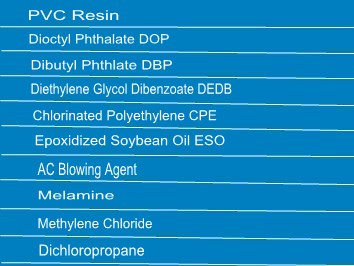 PVC Resin
Dioctyl Phthalate DOP
Dibutyl Phthlate DBP
Diethylene Glycol Dibenzoate DEDB
Chlorinated Polyethylene CPE
Epoxidized Soybean Oil ESO
AC Blowing Agent
Melamine
Methylene Chloride
Dichloropropane